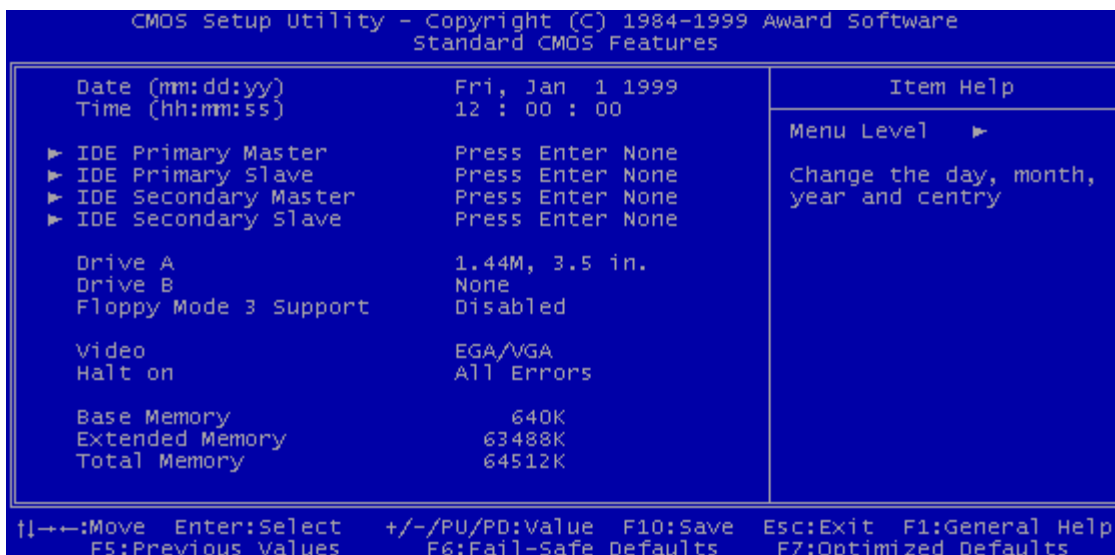 CMOS Setup Utility - Copyright (C) 1984-1999 Award Software
Standard CMOS Features
Date (mm:dd:yy) Fri, Jan 1 1999
Time (hh:mm:ss) 12 : 00 : 00
► IDE Primary Master Press Enter None
► IDE Primary Slave Press Enter None
► IDE Secondary Master Press Enter None
► IDE Secondary Slave Press Enter None
Drive A 1.44M, 3.5 in.
Drive B None
Floppy Mode 3 Support Disabled
Video EGA/VGA
Halt on All Errors
Base Memory 640K
Extended Memory 63488K
Total Memory 64512K
Item Help
Menu Level ►
Change the day, month,
year and centry
↑↓→←:Move Enter:Select +/-/PU/PD:Value F10:Save Esc:Exit F1:General Help
F5:Previous Values F6:Fail-Safe Defaults F7:Optimized Defaults